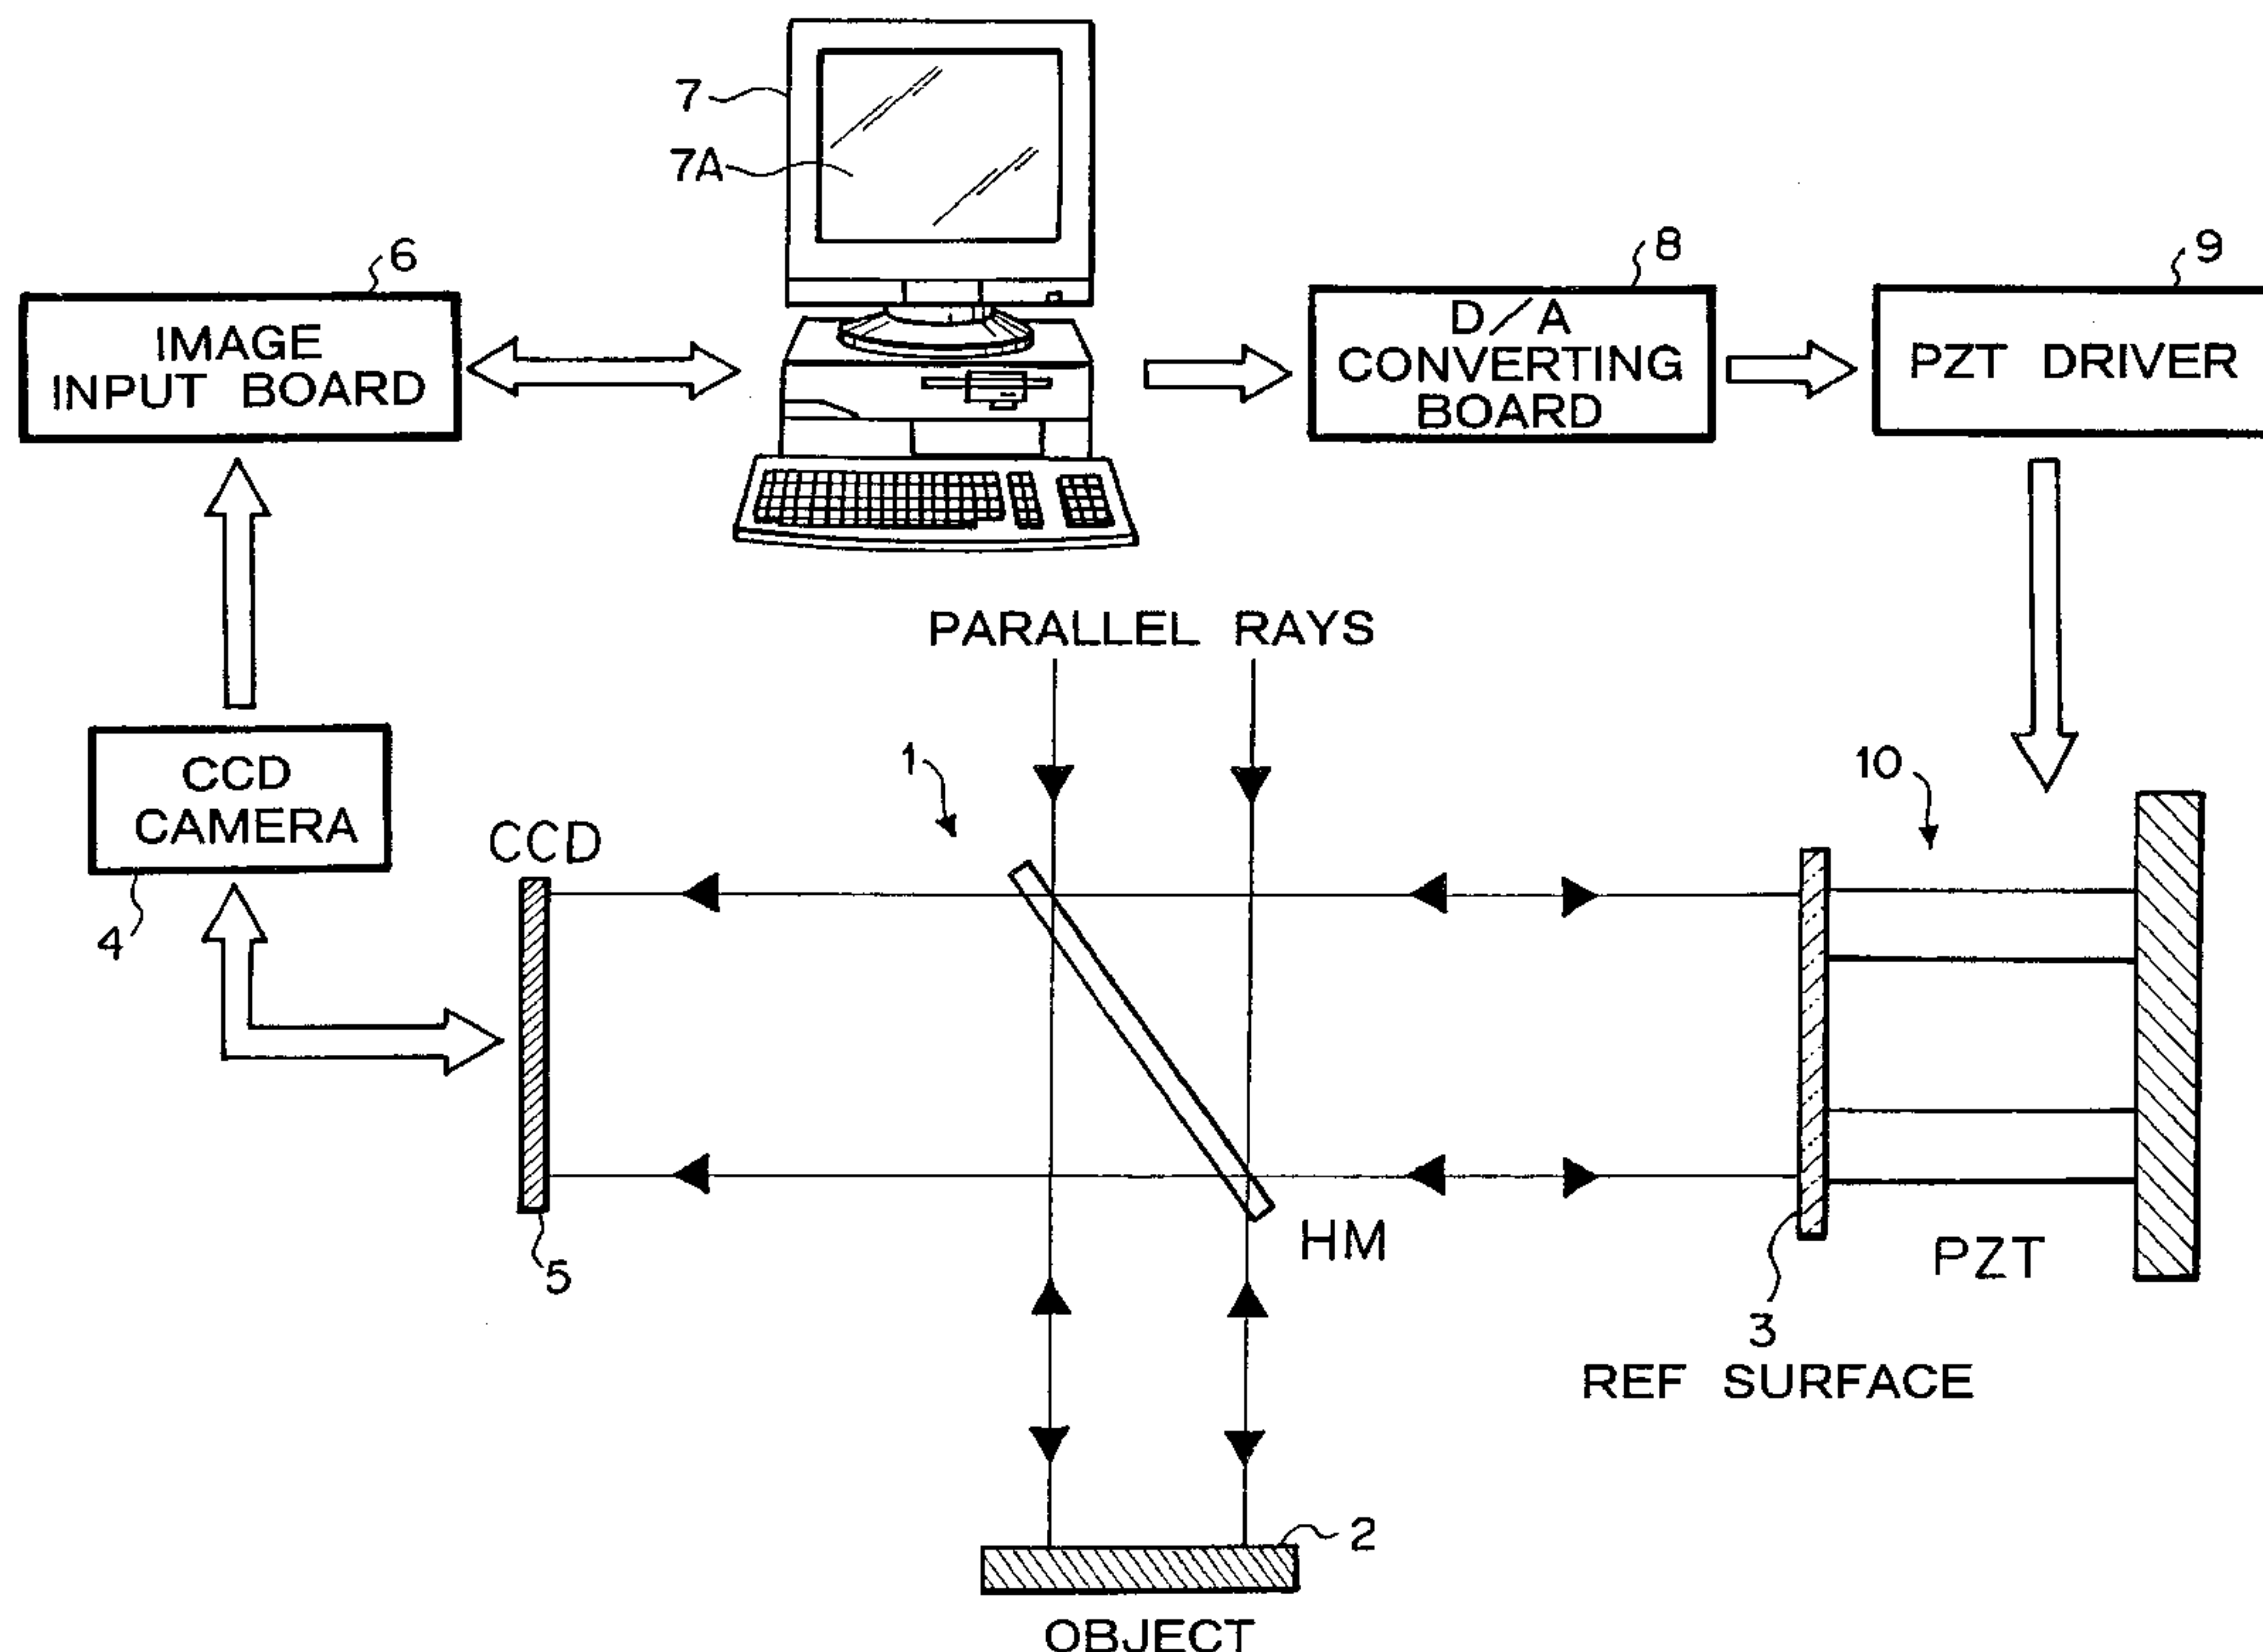 7
7A
6
IMAGE
INPUT BOARD
8
D/A
CONVERTING
BOARD
9
PZT DRIVER
PARALLEL RAYS
CCD
CAMERA
4
1
10
CCD
5
HM
PZT
3
REF SURFACE
2
OBJECT